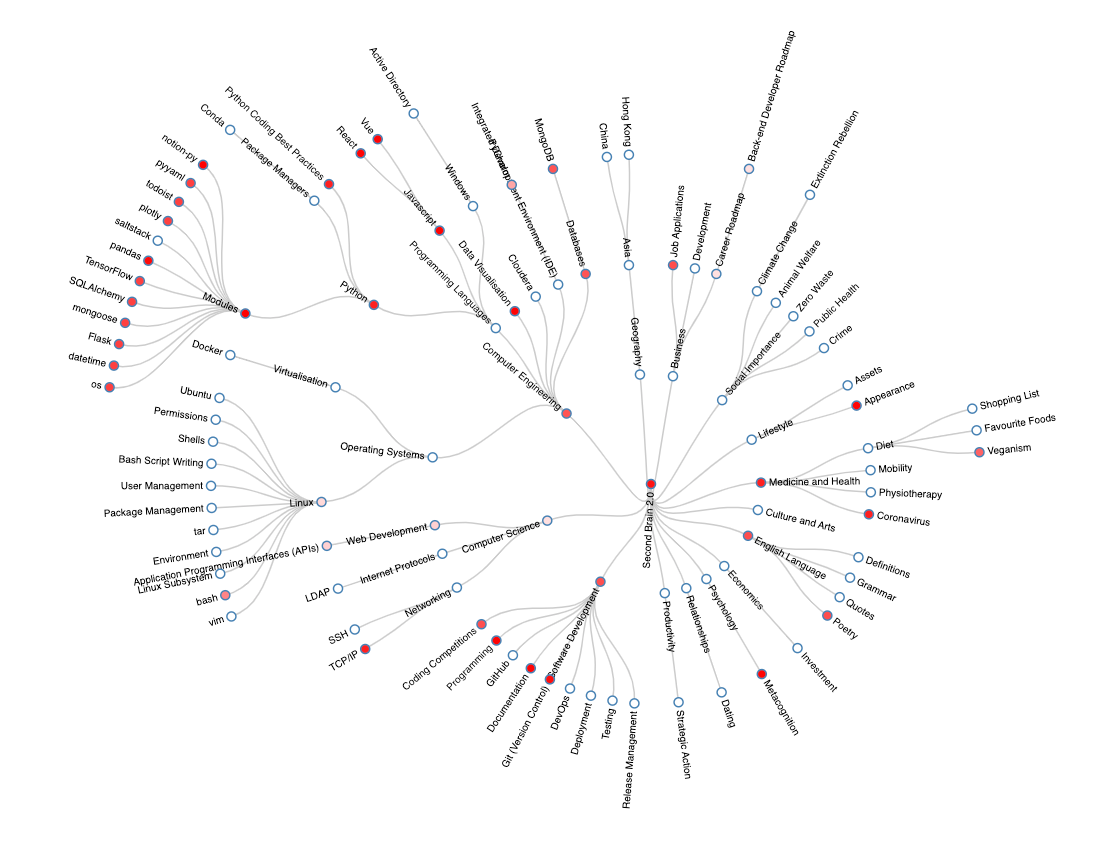 Second Brain 2.0
Computer Engineering
Programming Languages
Python
Modules
notion-py
pyyaml
todoist
plotly
saltstack
pandas
TensorFlow
SQLAlchemy
mongoose
Flask
datetime
os
Package Managers
Conda
Python Coding Best Practices
Javascript
React
Vue
Operating Systems
Windows
Active Directory
Virtualisation
Docker
Linux
Ubuntu
Permissions
Shells
Bash Script Writing
User Management
Package Management
tar
Environment
Linux Subsystem
bash
vim
Data Visualisation
Cloudera
Integrated Development Environment (IDE)
Databases
MongoDB
Geography
Asia
China
Hong Kong
Business
Job Applications
Development
Career Roadmap
Back-end Developer Roadmap
Social Importance
Climate Change
Extinction Rebellion
Animal Welfare
Zero Waste
Public Health
Crime
Lifestyle
Assets
Appearance
Medicine and Health
Diet
Shopping List
Favourite Foods
Veganism
Mobility
Physiotherapy
Coronavirus
Culture and Arts
English Language
Definitions
Grammar
Quotes
Poetry
Economics
Investment
Psychology
Metacognition
Relationships
Dating
Productivity
Strategic Action
Software Development
Release Management
Testing
Deployment
DevOps
Git (Version Control)
Documentation
GitHub
Programming
Coding Competitions
Computer Science
Web Development
Application Programming Interfaces (APIs)
Internet Protocols
LDAP
Networking
SSH
TCP/IP